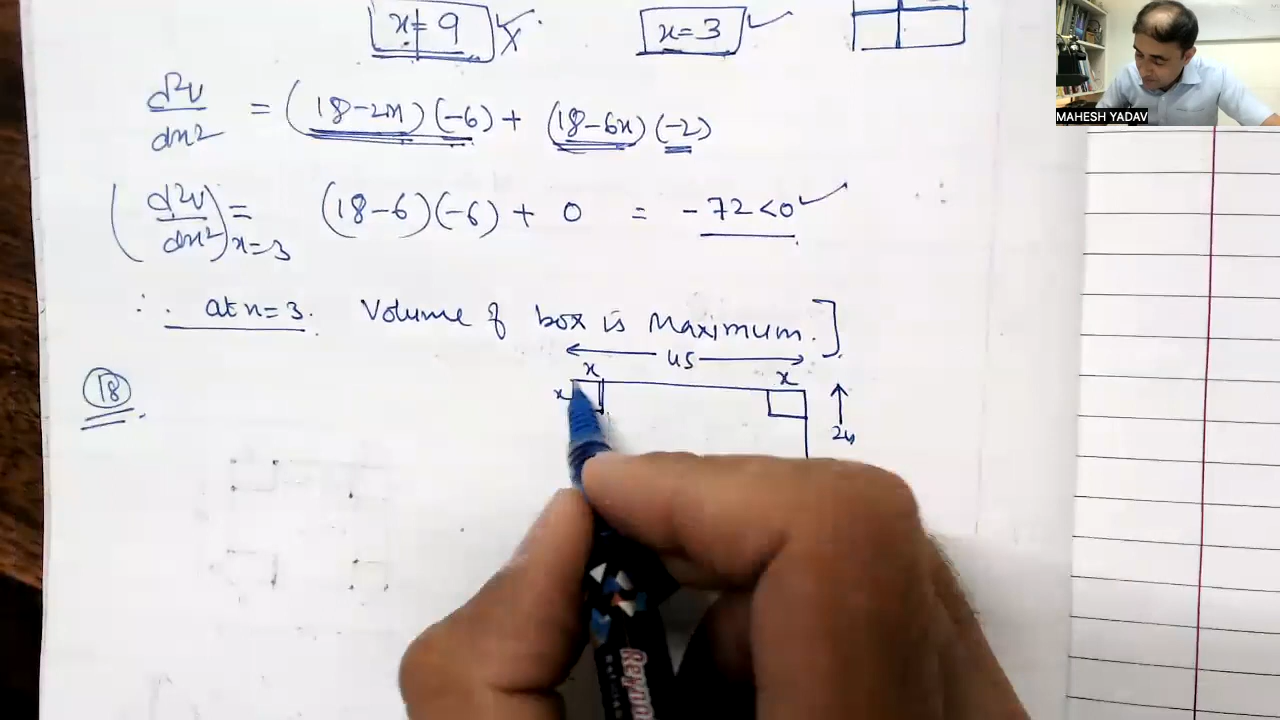 x=9 x=3
MAHESH YADAV
d²v/dx² = (18-2x)(-6) + (18-6x)(-2)
(d²v/dx²)x=3 = (18-6)(-6) + 0 = -72<0
∴ at x=3. Volume of box is Maximum.]
45
x x
18. x
24
Reyno